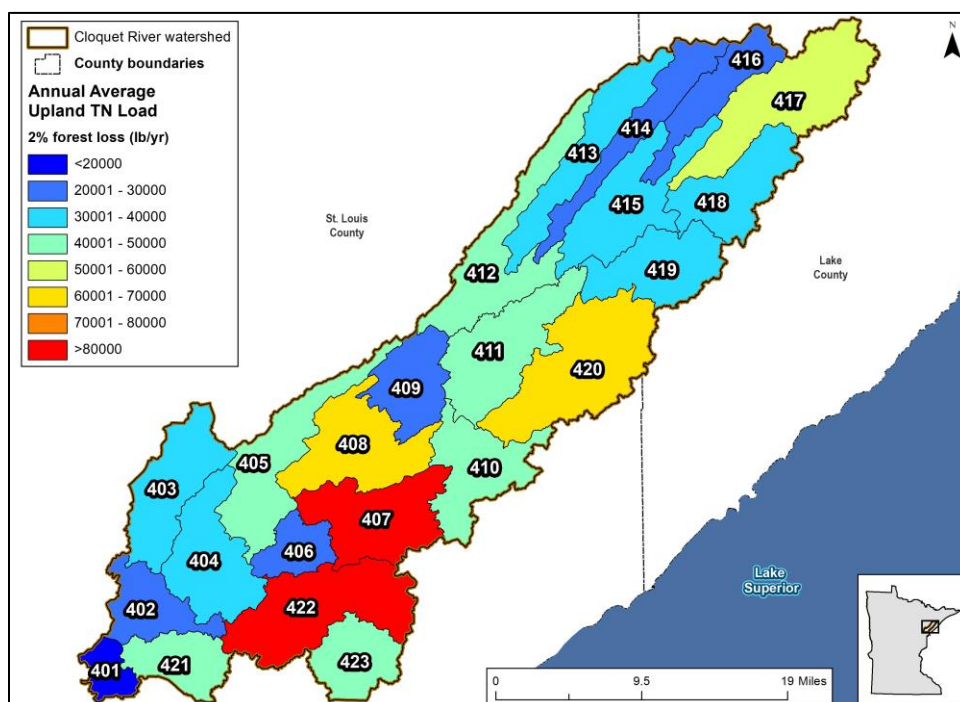 Cloquet River watershed
County boundaries
Annual Average
Upland TN Load
2% forest loss (lb/yr)
<20000
20001 - 30000
30001 - 40000
40001 - 50000
50001 - 60000
60001 - 70000
70001 - 80000
>80000
N
416
417
414
413
415
418
St. Louis
County
412
419
Lake
County
411
420
409
408
405
410
403
407
406
404
402
422
Lake
Superior
401
421
423
0
9.5
19 Miles